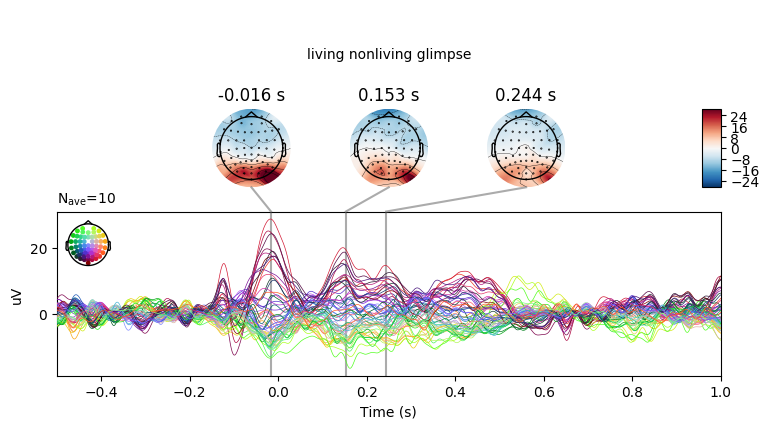 living nonliving glimpse
-0.016 s
0.153 s
0.244 s
24
16
8
0
−8
−16
−24
Nave=10
20
0
uV
−0.4
−0.2
0.0
0.2
0.4
0.6
0.8
1.0
Time (s)